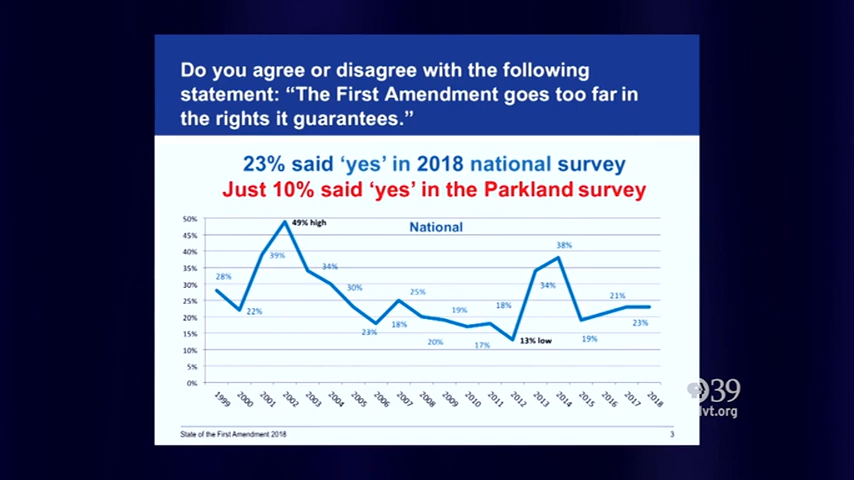 Do you agree or disagree with the following
statement: “The First Amendment goes too far in
the rights it guarantees.”
23% said ‘yes’ in 2018 national survey
Just 10% said ‘yes’ in the Parkland survey
National
50%
45%
40%
35%
30%
25%
20%
15%
10%
5%
0%
28%
22%
39%
49% high
34%
30%
23%
18%
25%
20%
19%
17%
18%
13% low
34%
38%
19%
21%
23%
1999 2000 2001 2002 2003 2004 2005 2006 2007 2008 2009 2010 2011 2012 2013 2014 2015 2016 2017 2018
State of the First Amendment 2018
3
39
lvt.org